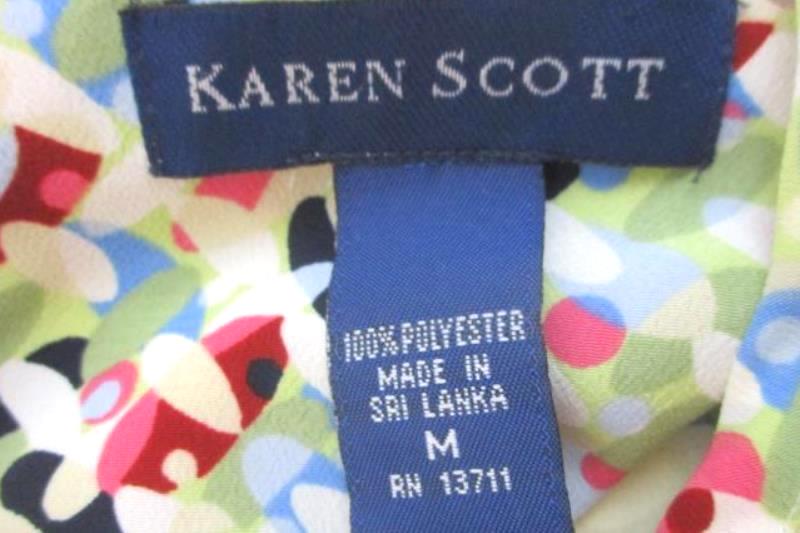 KAREN SCOTT
100% POLYESTER
MADE IN
SRI LANKA
M
RN 13711